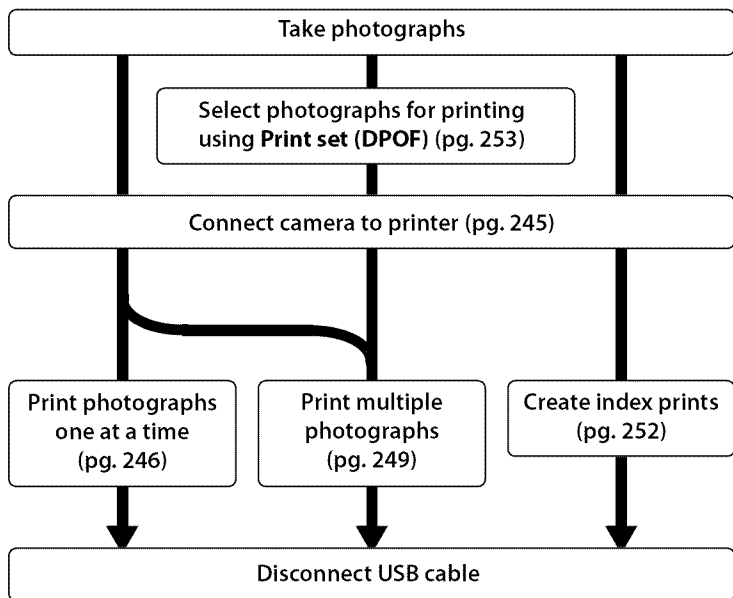 Take photographs
Select photographs for printing
using Print set (DPOF) (pg. 253)
Connect camera to printer (pg. 245)
Print photographs
one at a time
(pg. 246)
Print multiple
photographs
(pg. 249)
Create index prints
(pg. 252)
Disconnect USB cable